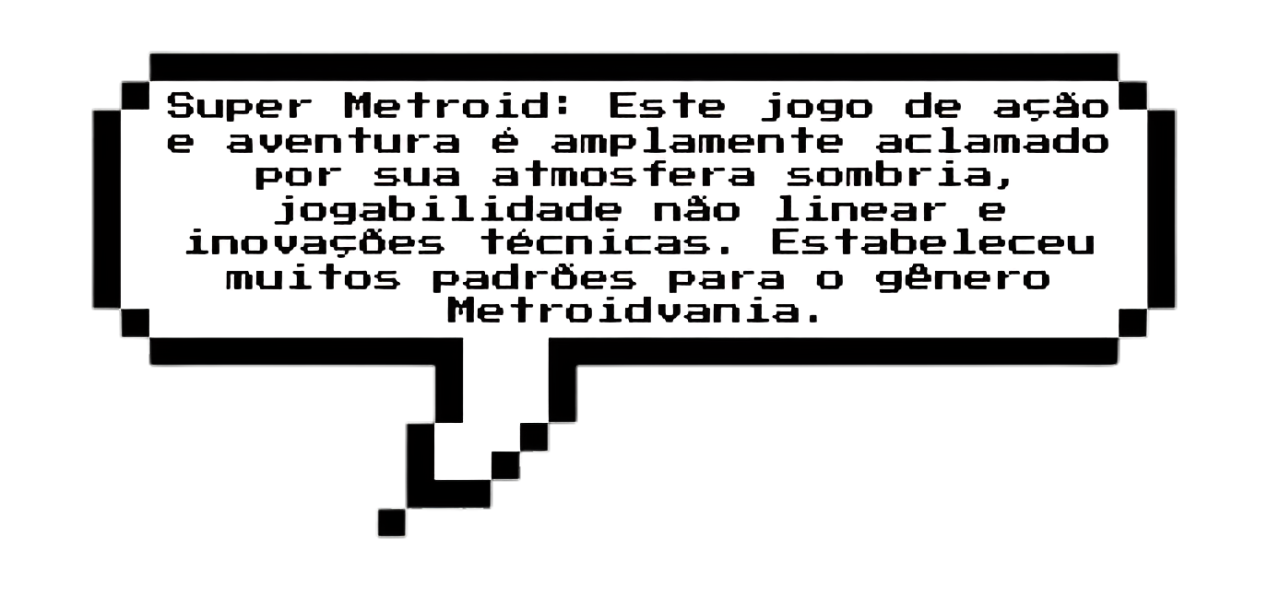 Super Metroid: Este jogo de ação
e aventura é amplamente aclamado
por sua atmosfera sombria,
jogabilidade não linear e
inovações técnicas. Estabeleceu
muitos padrões para o gênero
Metroidvania.